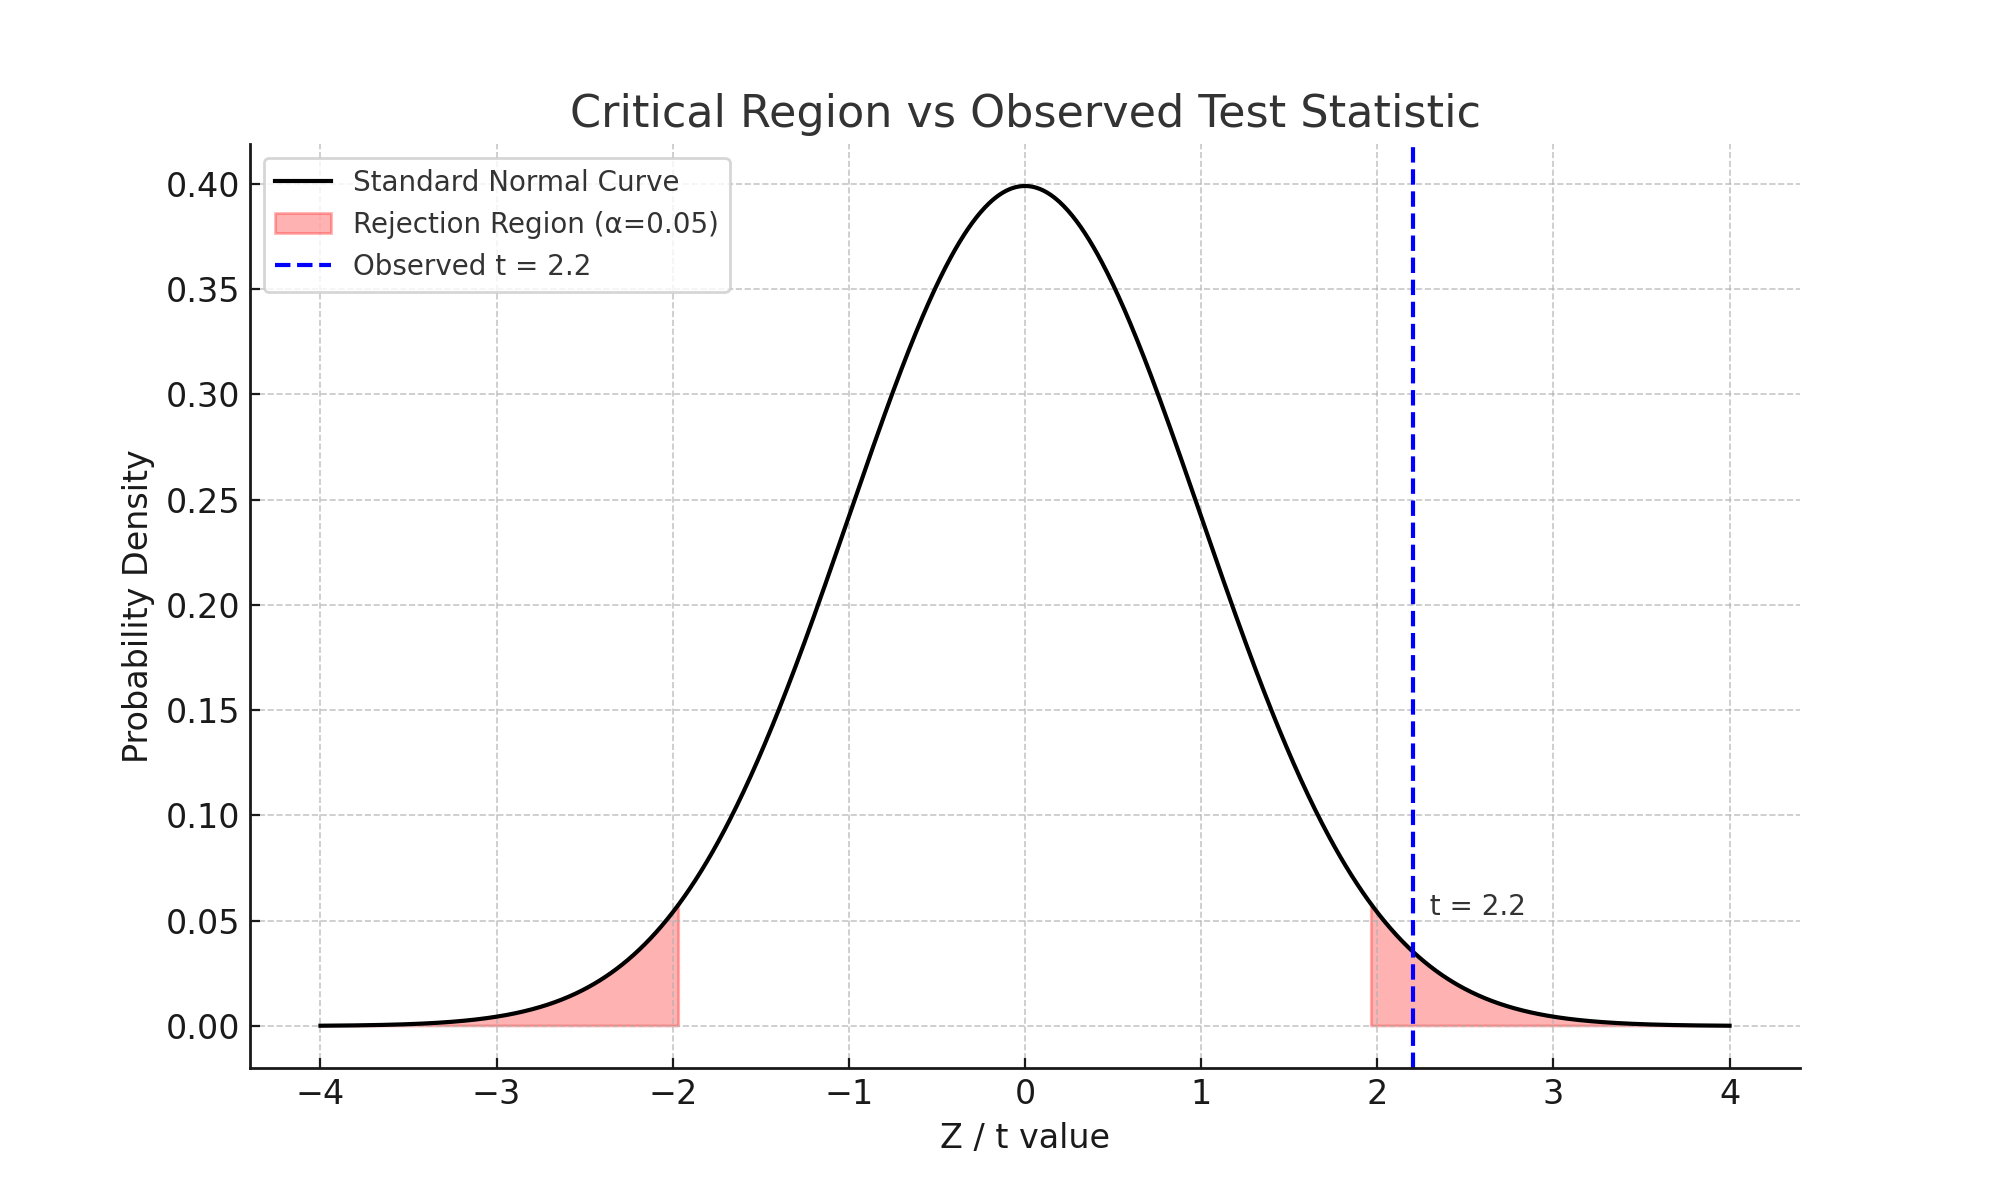 Critical Region vs Observed Test Statistic
Standard Normal Curve
Rejection Region (α=0.05)
Observed t = 2.2
0.40
0.35
0.30
0.25
0.20
0.15
0.10
0.05
0.00
Probability Density
t = 2.2
−4 −3 −2 −1 0 1 2 3 4
Z / t value